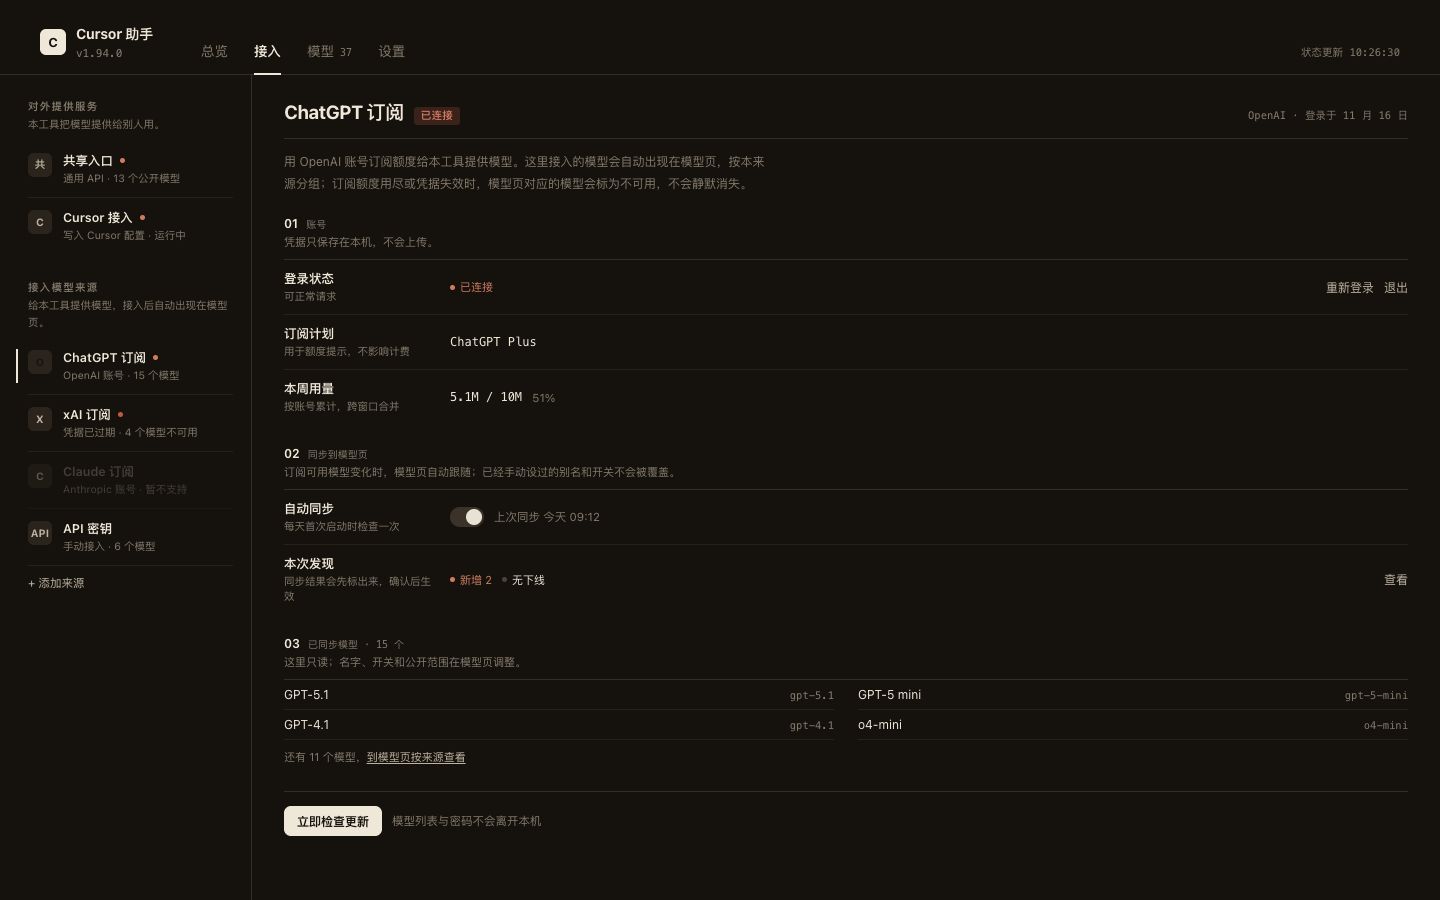 C
Cursor 助手
v1.94.0
总览
接入
模型 37
设置
状态更新 10:26:30
对外提供服务
本工具把模型提供给别人用。
共
共享入口
通用 API · 13 个公开模型
C
Cursor 接入
写入 Cursor 配置 · 运行中
接入模型来源
给本工具提供模型，接入后自动出现在模型
页。
O
ChatGPT 订阅
OpenAI 账号 · 15 个模型
X
xAI 订阅
凭据已过期 · 4 个模型不可用
C
Claude 订阅
Anthropic 账号 · 暂不支持
API
API 密钥
手动接入 · 6 个模型
+ 添加来源
ChatGPT 订阅
已连接
OpenAI · 登录于 11 月 16 日
用 OpenAI 账号订阅额度给本工具提供模型。这里接入的模型会自动出现在模型页，按本来
源分组；订阅额度用尽或凭据失效时，模型页对应的模型会标为不可用，不会静默消失。
01 账号
凭据只保存在本机，不会上传。
登录状态
可正常请求
已连接
重新登录 退出
订阅计划
用于额度提示，不影响计费
ChatGPT Plus
本周用量
按账号累计，跨窗口合并
5.1M / 10M 51%
02 同步到模型页
订阅可用模型变化时，模型页自动跟随；已经手动设过的别名和开关不会被覆盖。
自动同步
每天首次启动时检查一次
上次同步 今天 09:12
本次发现
同步结果会先标出来，确认后生
效
新增 2 无下线
查看
03 已同步模型 · 15 个
这里只读；名字、开关和公开范围在模型页调整。
GPT-5.1 gpt-5.1
GPT-5 mini gpt-5-mini
GPT-4.1 gpt-4.1
o4-mini o4-mini
还有 11 个模型，到模型页按来源查看
立即检查更新
模型列表与密码不会离开本机